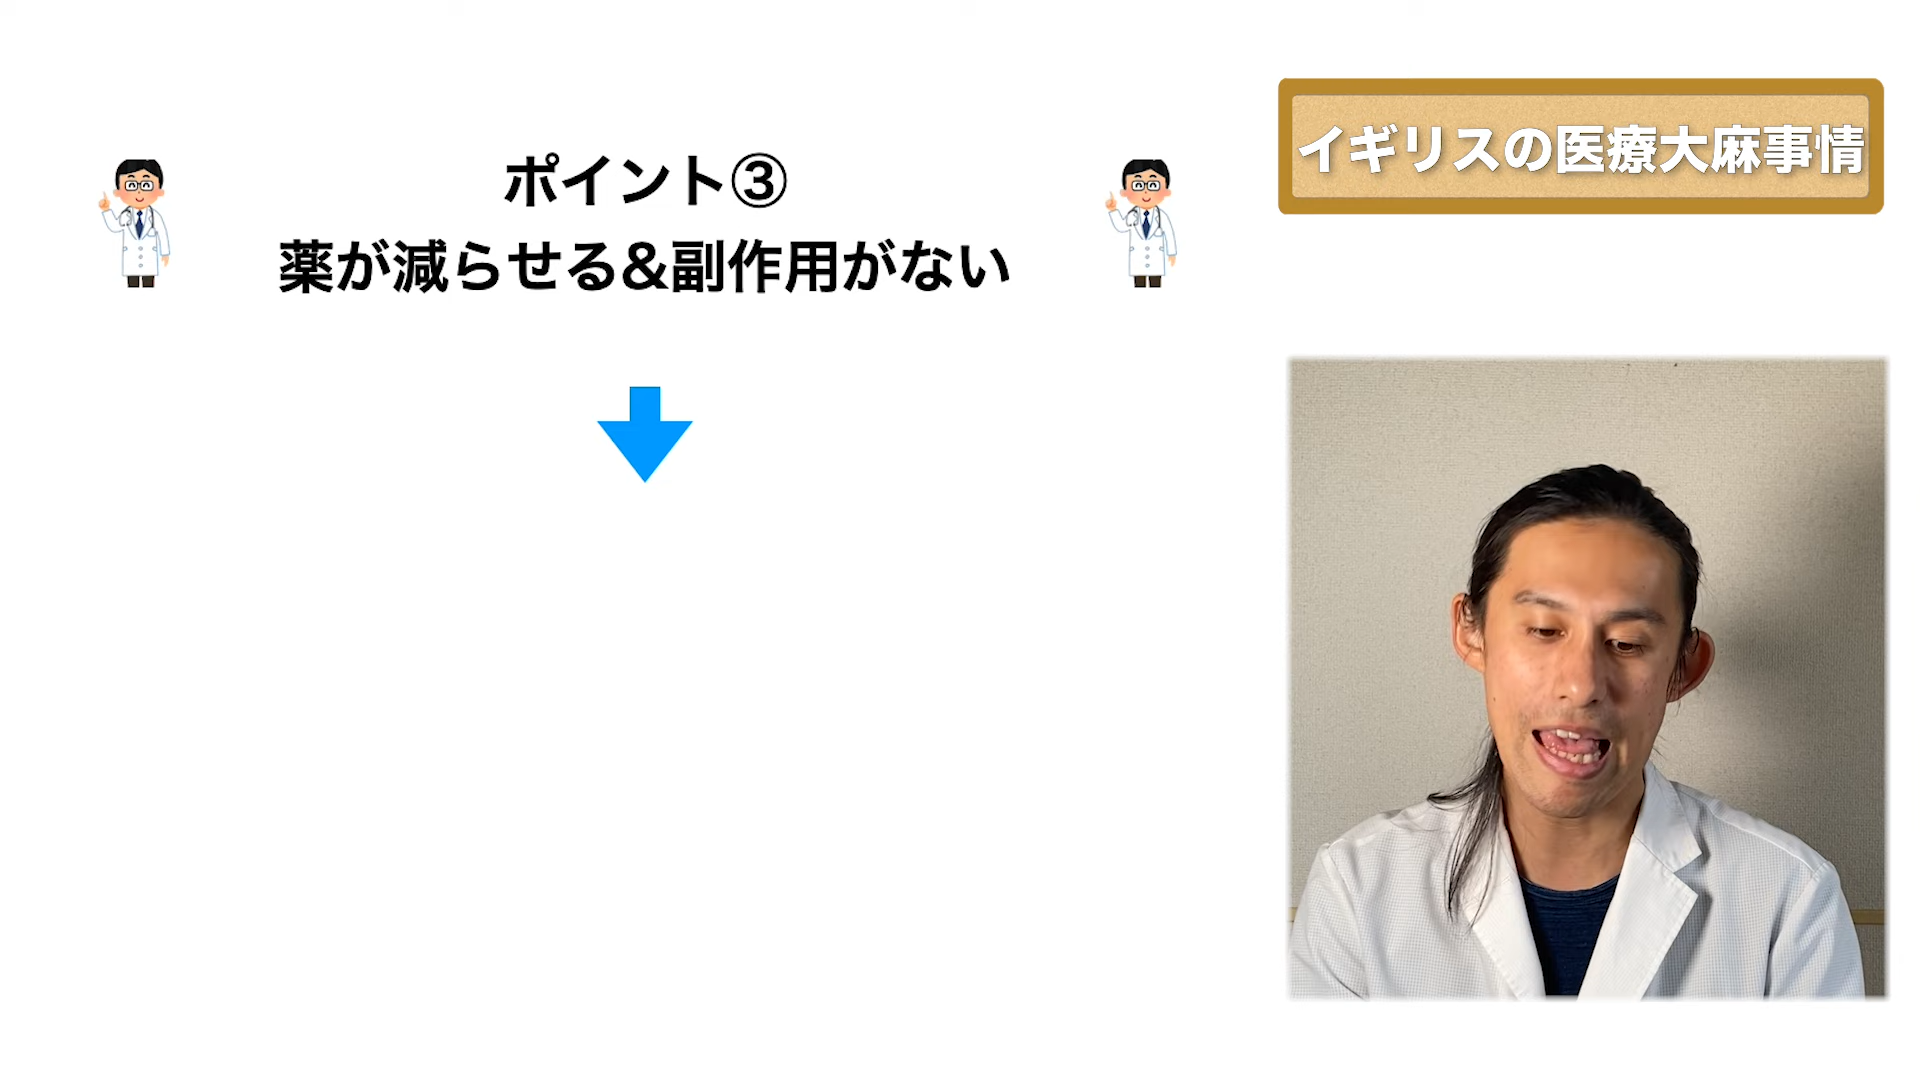 イギリスの医療大麻事情
ポイント③
薬が減らせる&副作用がない